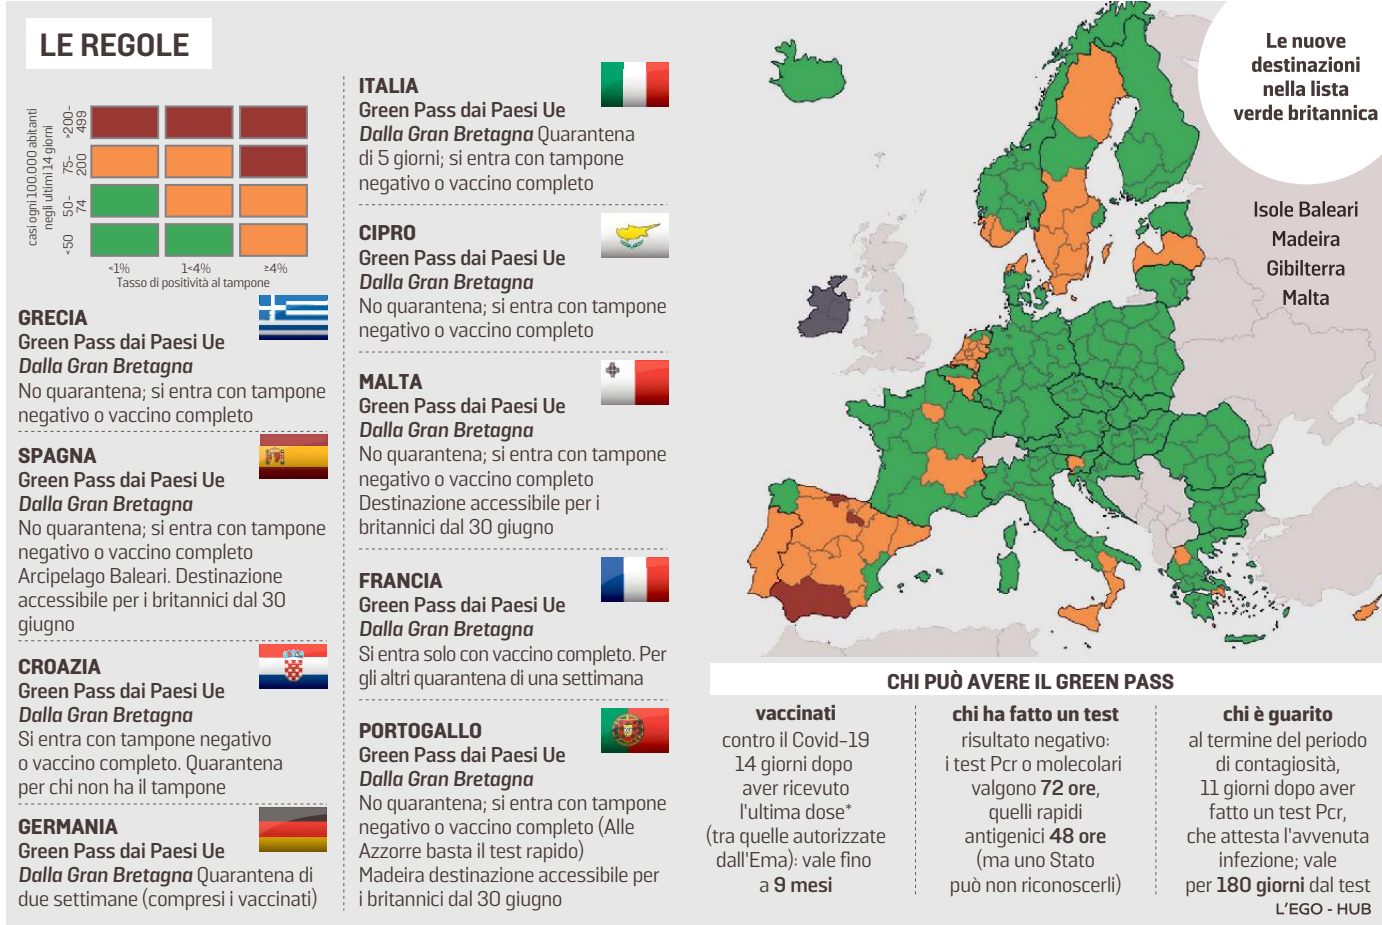 LE REGOLE
casi ogni 100.000 abitanti
negli ultimi 14 giorni
>200-
499
75-
200
50-
74
<50
<1%
1<4%
≥4%
Tasso di positività al tampone
GRECIA
Green Pass dai Paesi Ue
Dalla Gran Bretagna
No quarantena; si entra con tampone
negativo o vaccino completo
SPAGNA
Green Pass dai Paesi Ue
Dalla Gran Bretagna
No quarantena; si entra con tampone
negativo o vaccino completo
Arcipelago Baleari. Destinazione
accessibile per i britannici dal 30
giugno
CROAZIA
Green Pass dai Paesi Ue
Dalla Gran Bretagna
Si entra con tampone negativo
o vaccino completo. Quarantena
per chi non ha il tampone
GERMANIA
Green Pass dai Paesi Ue
Dalla Gran Bretagna Quarantena di
due settimane (compresi i vaccinati)
ITALIA
Green Pass dai Paesi Ue
Dalla Gran Bretagna Quarantena
di 5 giorni; si entra con tampone
negativo o vaccino completo
CIPRO
Green Pass dai Paesi Ue
Dalla Gran Bretagna
No quarantena; si entra con tampone
negativo o vaccino completo
MALTA
Green Pass dai Paesi Ue
Dalla Gran Bretagna
No quarantena; si entra con tampone
negativo o vaccino completo
Destinazione accessibile per i
britannici dal 30 giugno
FRANCIA
Green Pass dai Paesi Ue
Dalla Gran Bretagna
Si entra solo con vaccino completo. Per
gli altri quarantena di una settimana
PORTOGALLO
Green Pass dai Paesi Ue
Dalla Gran Bretagna
No quarantena; si entra con tampone
negativo o vaccino completo (Alle
Azzorre basta il test rapido)
Madeira destinazione accessibile per
i britannici dal 30 giugno
Le nuove
destinazioni
nella lista
verde britannica
Isole Baleari
Madeira
Gibilterra
Malta
CHI PUÒ AVERE IL GREEN PASS
vaccinati
contro il Covid-19
14 giorni dopo
aver ricevuto
l'ultima dose*
(tra quelle autorizzate
dall'Ema): vale fino
a 9 mesi
chi ha fatto un test
risultato negativo:
i test Pcr o molecolari
valgono 72 ore,
quelli rapidi
antigenici 48 ore
(ma uno Stato
può non riconoscerli)
chi è guarito
al termine del periodo
di contagiosità,
11 giorni dopo aver
fatto un test Pcr,
che attesta l'avvenuta
infezione; vale
per 180 giorni dal test
L'EGO - HUB